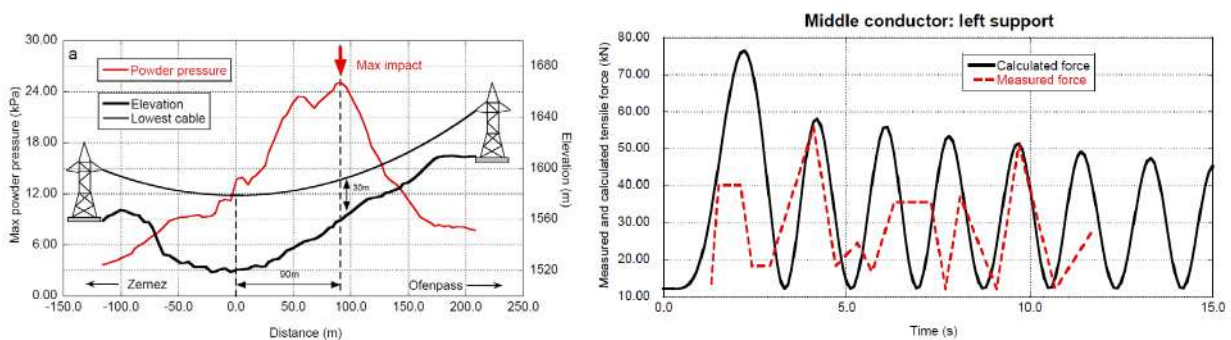 a
Powder pressure
Elevation
Lowest cable
Max impact
30m
90m
Zernez
Ofenpass
30.00
24.00
18.00
12.00
6.00
0.00
Max powder pressure (kPa)
1680
1640
1600
1560
1520
Elevation (m)
-150.0 -100.0 -50.0 0.0 50.0 100.0 150.0 200.0 250.0
Distance (m)
Middle conductor: left support
Calculated force
Measured force
80.00
70.00
60.00
50.00
40.00
30.00
20.00
10.00
Measured and calculated tensile force (kN)
0.0 5.0 10.0 15.0
Time (s)